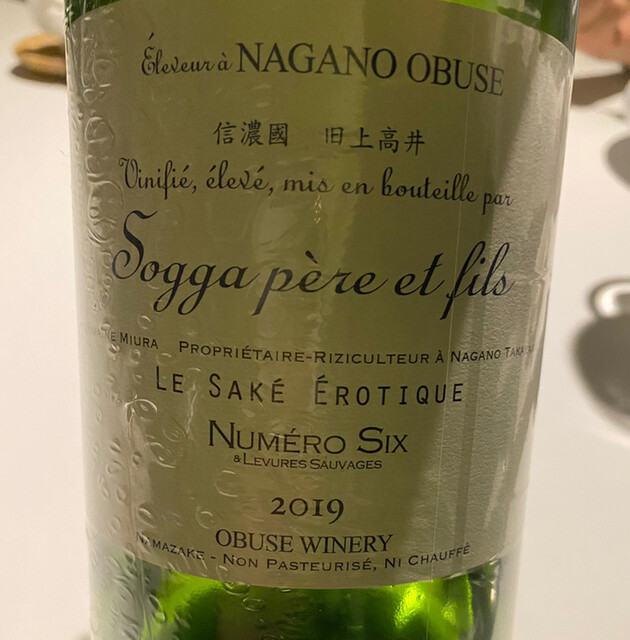 Éleveur à NAGANO OBUSE
信濃國 旧上高井
Vinifié, élevé, mis en bouteille par
Sogga père et fils
Miura Propriétaire-Riziculteur à Nagano
Le Saké Érotique
Numéro Six
& Levures Sauvages
2019
OBUSE WINERY
Namazake - Non Pasteurisé, Ni Chauffé